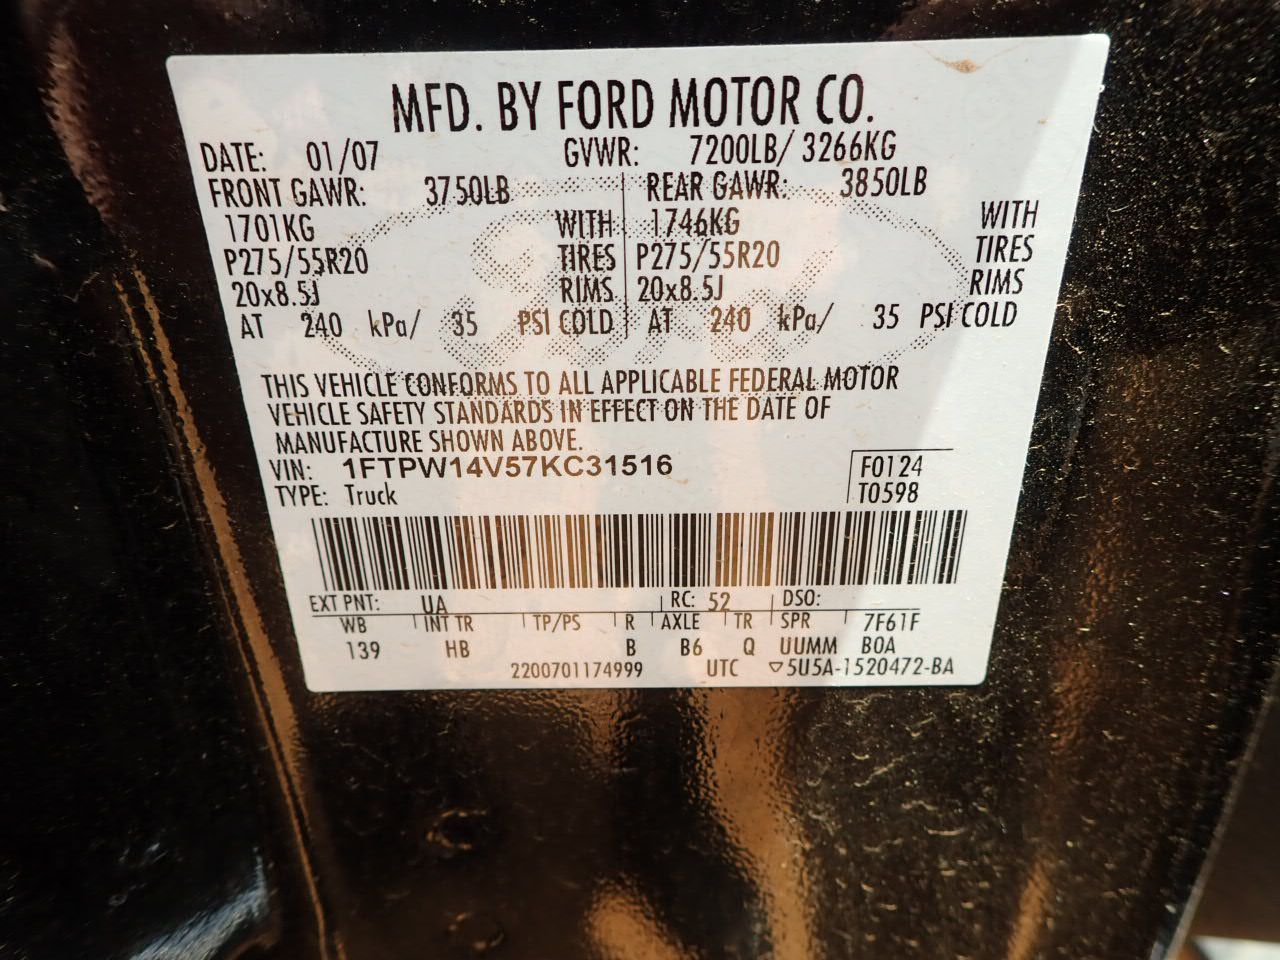 MFD. BY FORD MOTOR CO.
DATE: 01/07 GVWR: 7200LB/ 3266KG
FRONT GAWR: 3750LB REAR GAWR: 3850LB
1701KG WITH 1746KG WITH
P275/55R20 TIRES P275/55R20 TIRES
20x8.5J RIMS 20x8.5J RIMS
AT 240 kPa/ 35 PSI COLD AT 240 kPa/ 35 PSI COLD
THIS VEHICLE CONFORMS TO ALL APPLICABLE FEDERAL MOTOR
VEHICLE SAFETY STANDARDS IN EFFECT ON THE DATE OF
MANUFACTURE SHOWN ABOVE.
VIN: 1FTPW14V57KC31516 F0124
TYPE: Truck T0598
EXT PNT: UA RC: 52 DSO:
WB INT TR TP/PS R AXLE TR SPR 7F61F
139 HB B B6 Q UUMM BOA
2200701174999 UTC ▽5U5A-1520472-BA